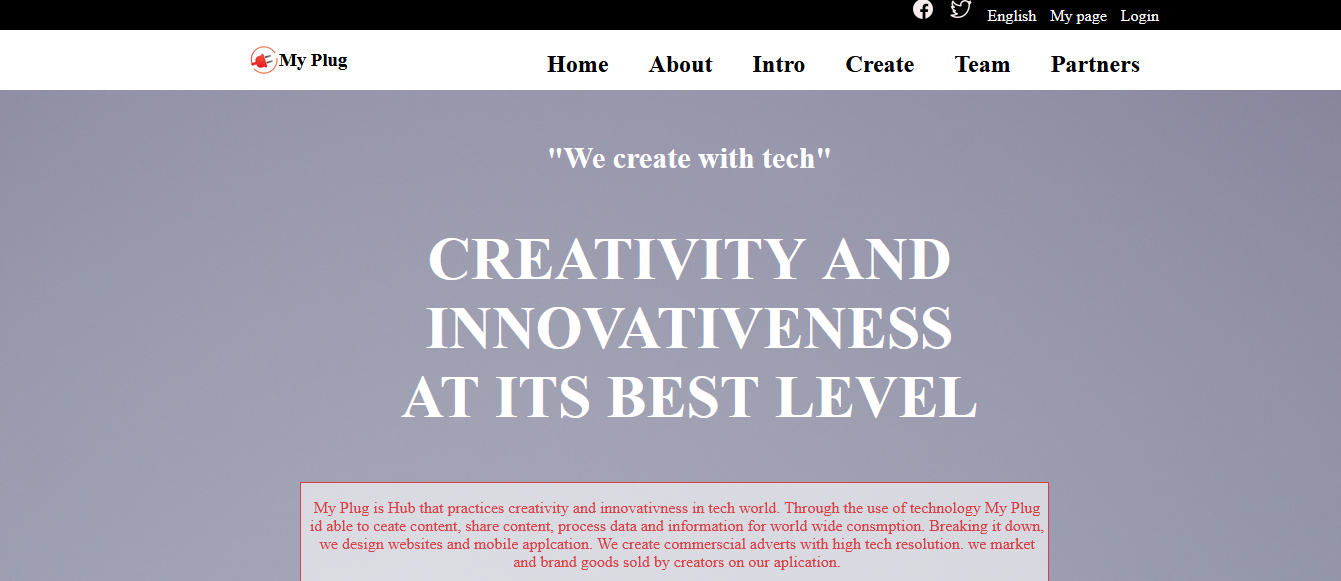 English My page Login
My Plug
Home About Intro Create Team Partners
"We create with tech"
CREATIVITY AND
INNOVATIVENESS
AT ITS BEST LEVEL
My Plug is Hub that practices creativity and innovativness in tech world. Through the use of technology My Plug
id able to ceate content, share content, process data and information for world wide consmption. Breaking it down,
we design websites and mobile applcation. We create commerscial adverts with high tech resolution. we market
and brand goods sold by creators on our aplication.